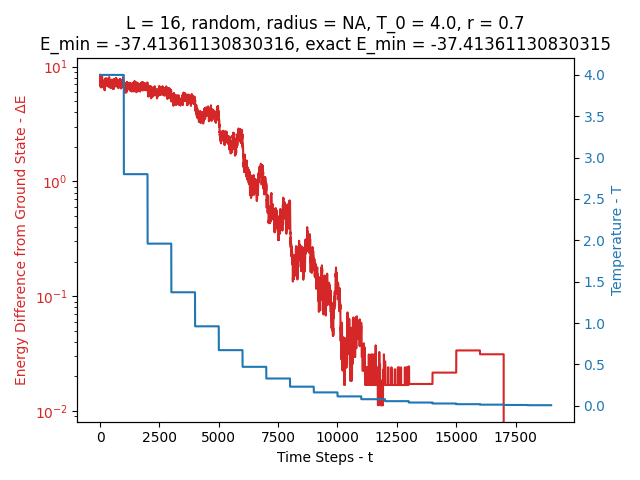 L = 16, random, radius = NA, T_0 = 4.0, r = 0.7
E_min = -37.41361130830316, exact E_min = -37.41361130830315
10^1
10^0
10^-1
10^-2
Energy Difference from Ground State - ΔE
4.0
3.5
3.0
2.5
2.0
1.5
1.0
0.5
0.0
Temperature - T
0 2500 5000 7500 10000 12500 15000 17500
Time Steps - t